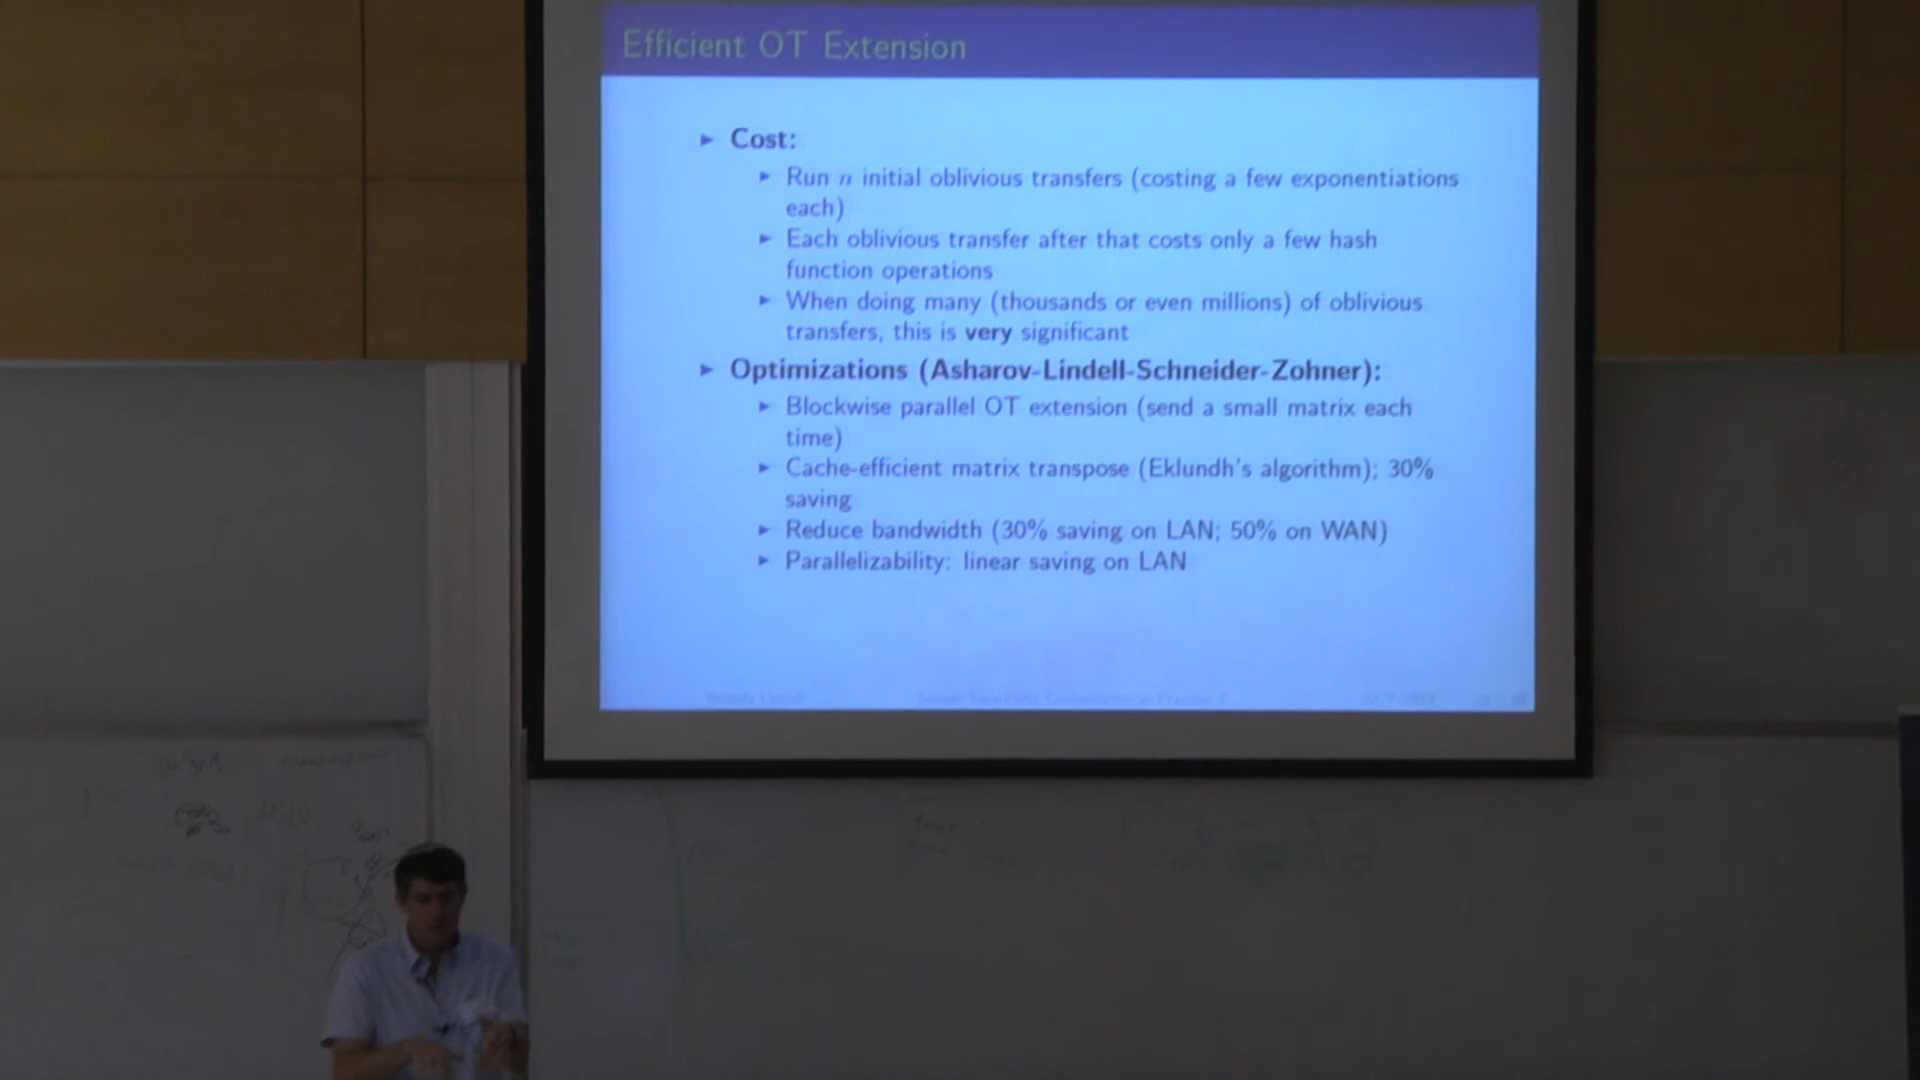 Efficient OT Extension
► Cost:
► Run n initial oblivious transfers (costing a few exponentiations
each)
► Each oblivious transfer after that costs only a few hash
function operations
► When doing many (thousands or even millions) of oblivious
transfers, this is very significant
► Optimizations (Asharov-Lindell-Schneider-Zohner):
► Blockwise parallel OT extension (send a small matrix each
time)
► Cache-efficient matrix transpose (Eklundh's algorithm); 30%
saving
► Reduce bandwidth (30% saving on LAN; 50% on WAN)
► Parallelizability: linear saving on LAN